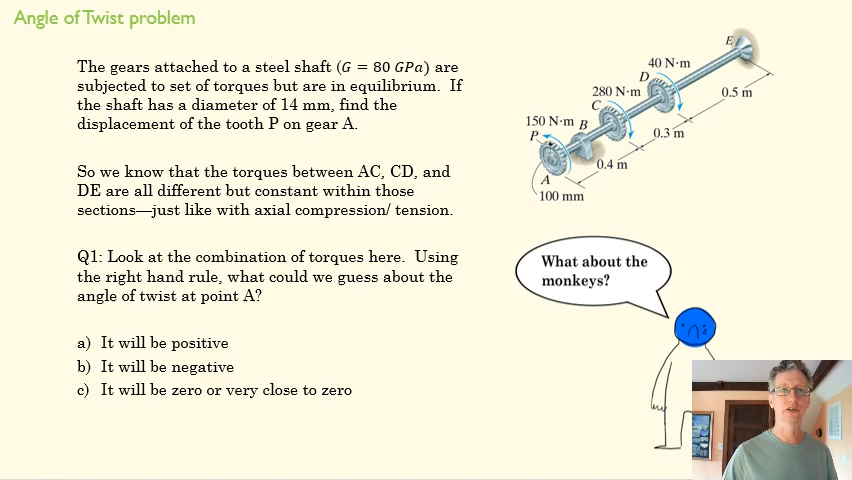 Angle of Twist problem
The gears attached to a steel shaft (G = 80 GPa) are
subjected to set of torques but are in equilibrium. If
the shaft has a diameter of 14 mm, find the
displacement of the tooth P on gear A.
So we know that the torques between AC, CD, and
DE are all different but constant within those
sections—just like with axial compression/ tension.
Q1: Look at the combination of torques here. Using
the right hand rule, what could we guess about the
angle of twist at point A?
a) It will be positive
b) It will be negative
c) It will be zero or very close to zero
E
40 N·m
D
280 N·m
C
0.5 m
150 N·m B
P
0.3 m
0.4 m
A
100 mm
What about the
monkeys?